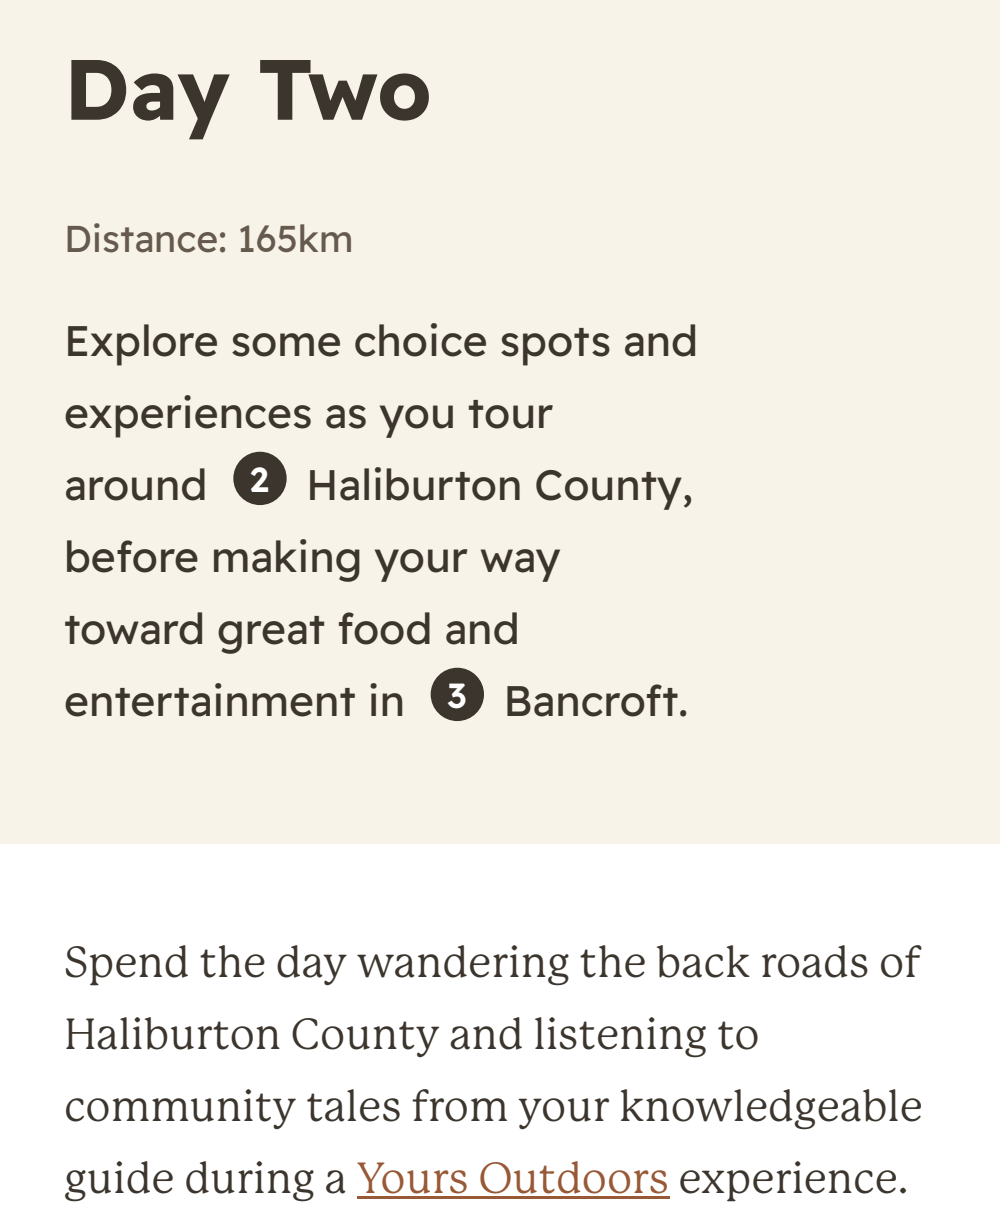 Day Two
Distance: 165km
Explore some choice spots and
experiences as you tour
around 2 Haliburton County,
before making your way
toward great food and
entertainment in 3 Bancroft.
Spend the day wandering the back roads of
Haliburton County and listening to
community tales from your knowledgeable
guide during a Yours Outdoors experience.